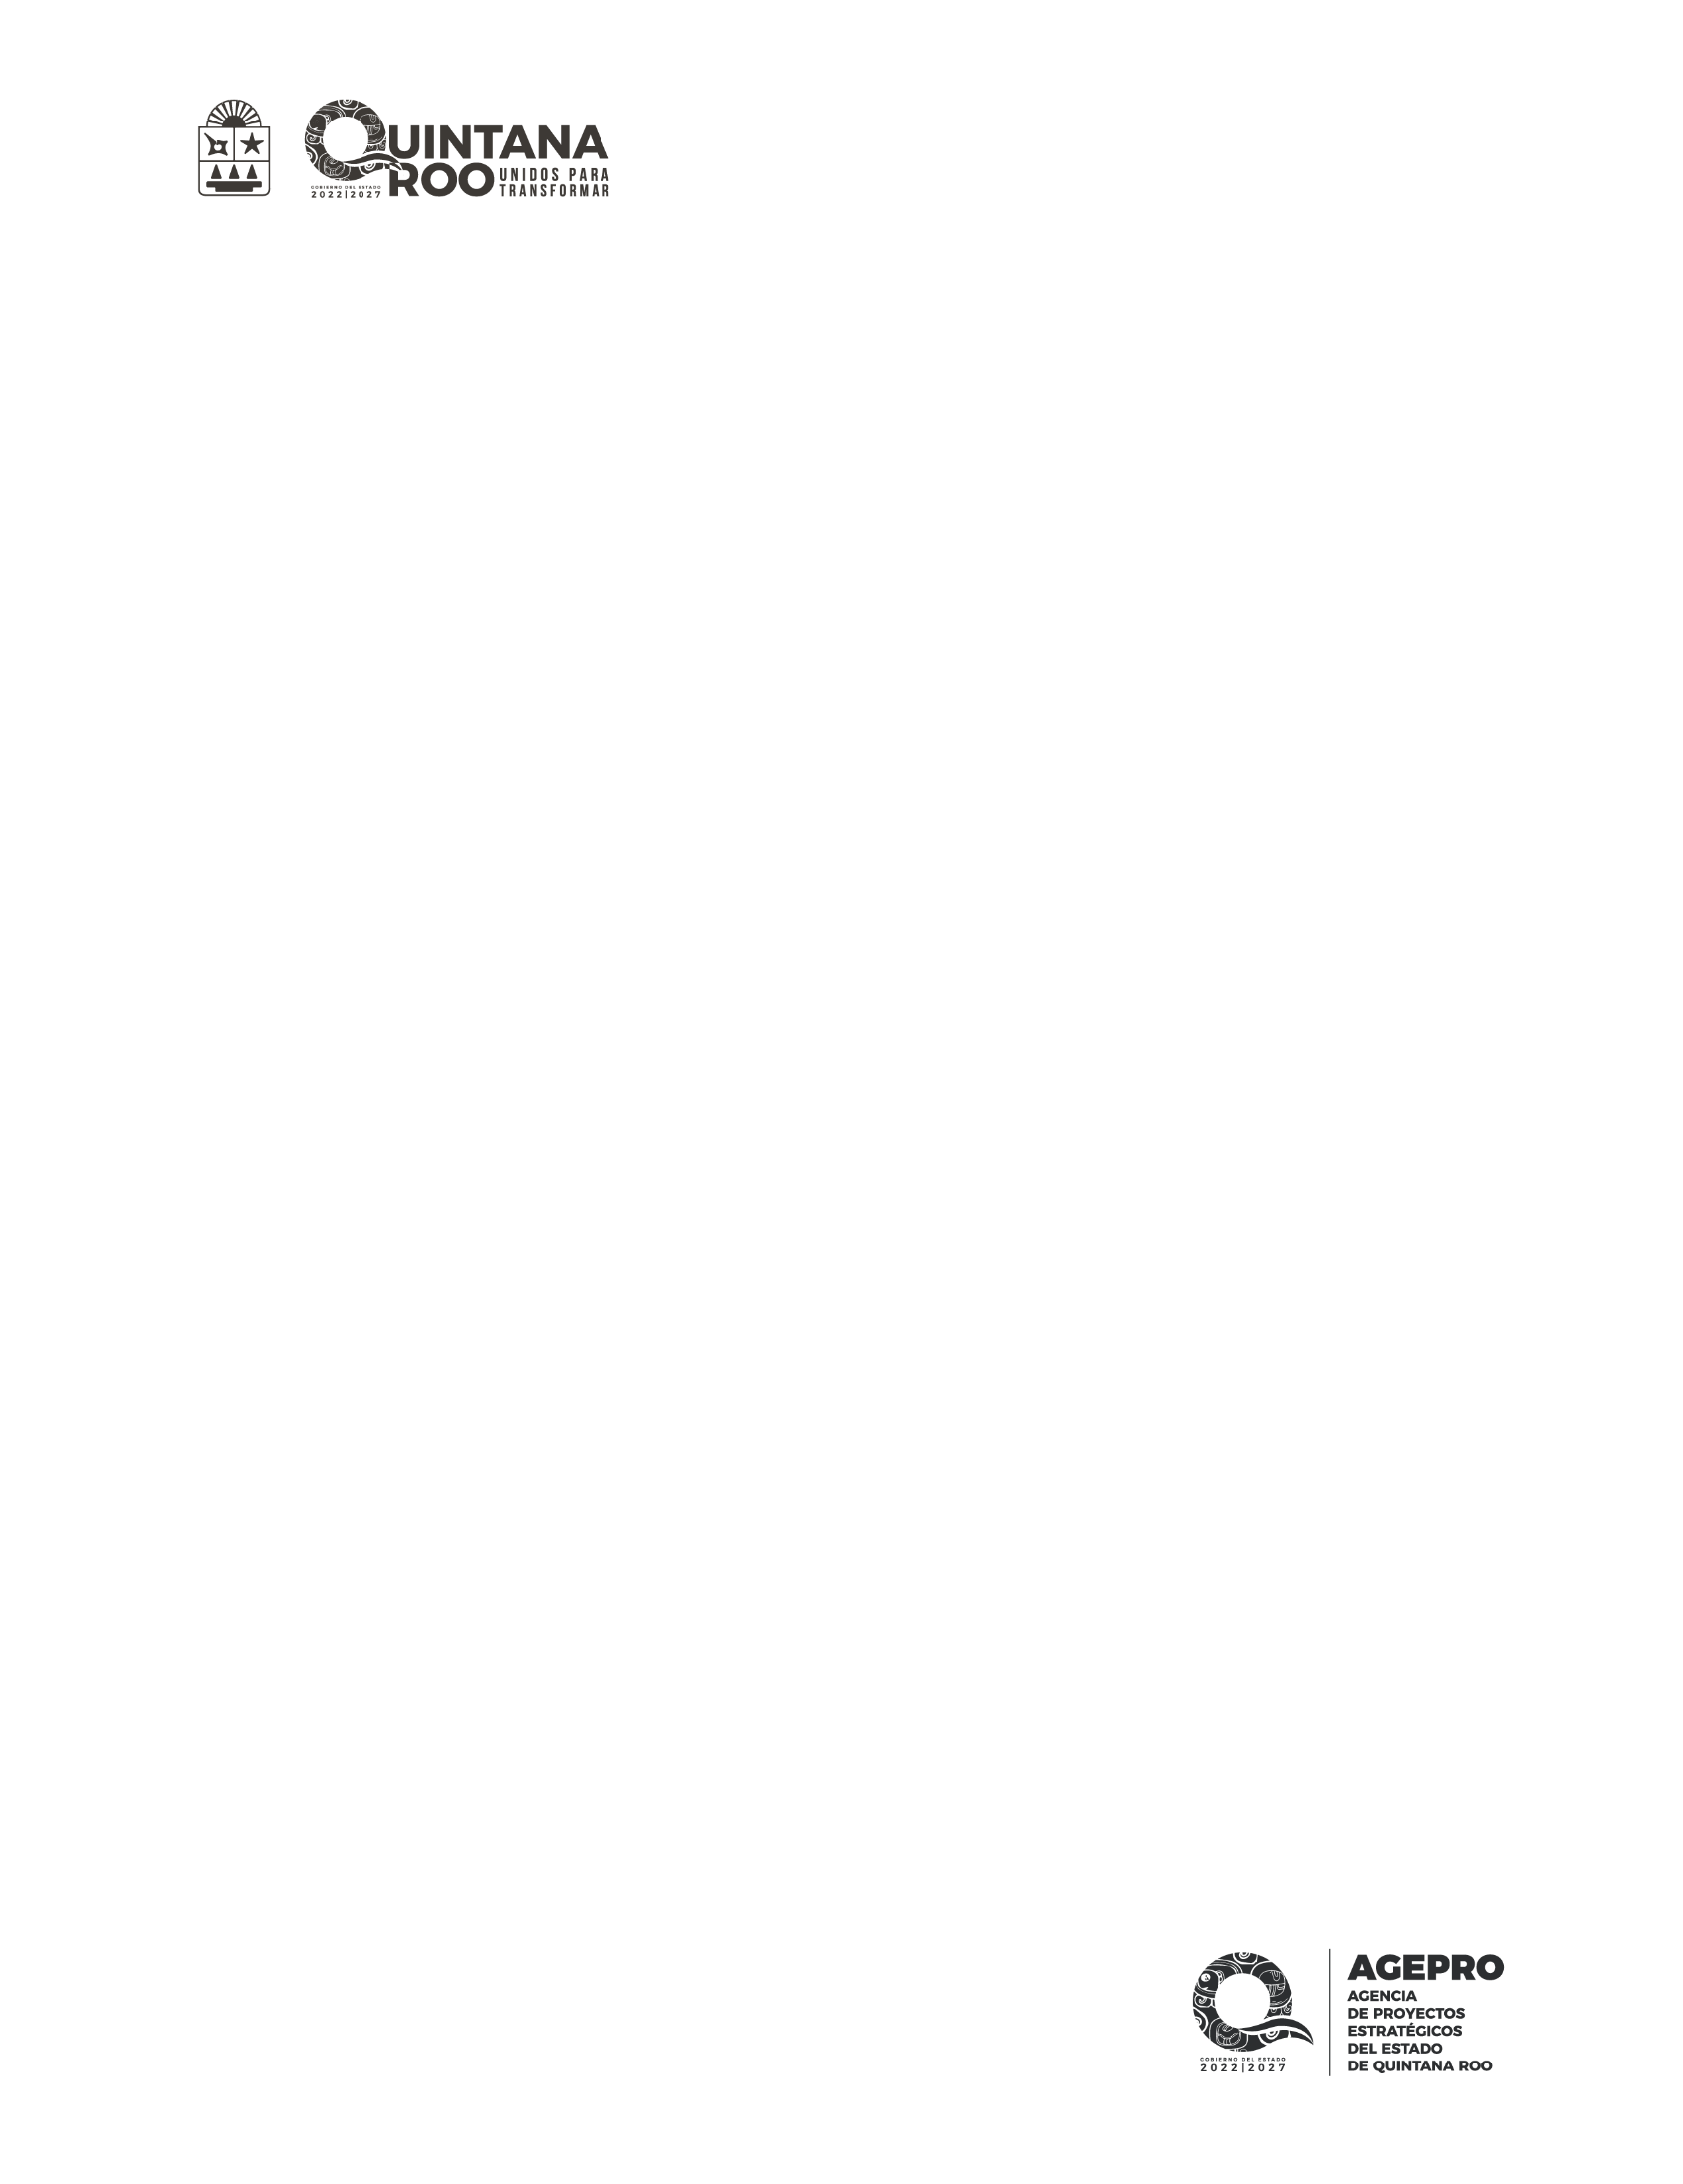 QUINTANA
ROO UNIDOS PARA
TRANSFORMAR
GOBIERNO DEL ESTADO
2022|2027
AGEPRO
AGENCIA
DE PROYECTOS
ESTRATÉGICOS
DEL ESTADO
DE QUINTANA ROO
GOBIERNO DEL ESTADO
2022|2027